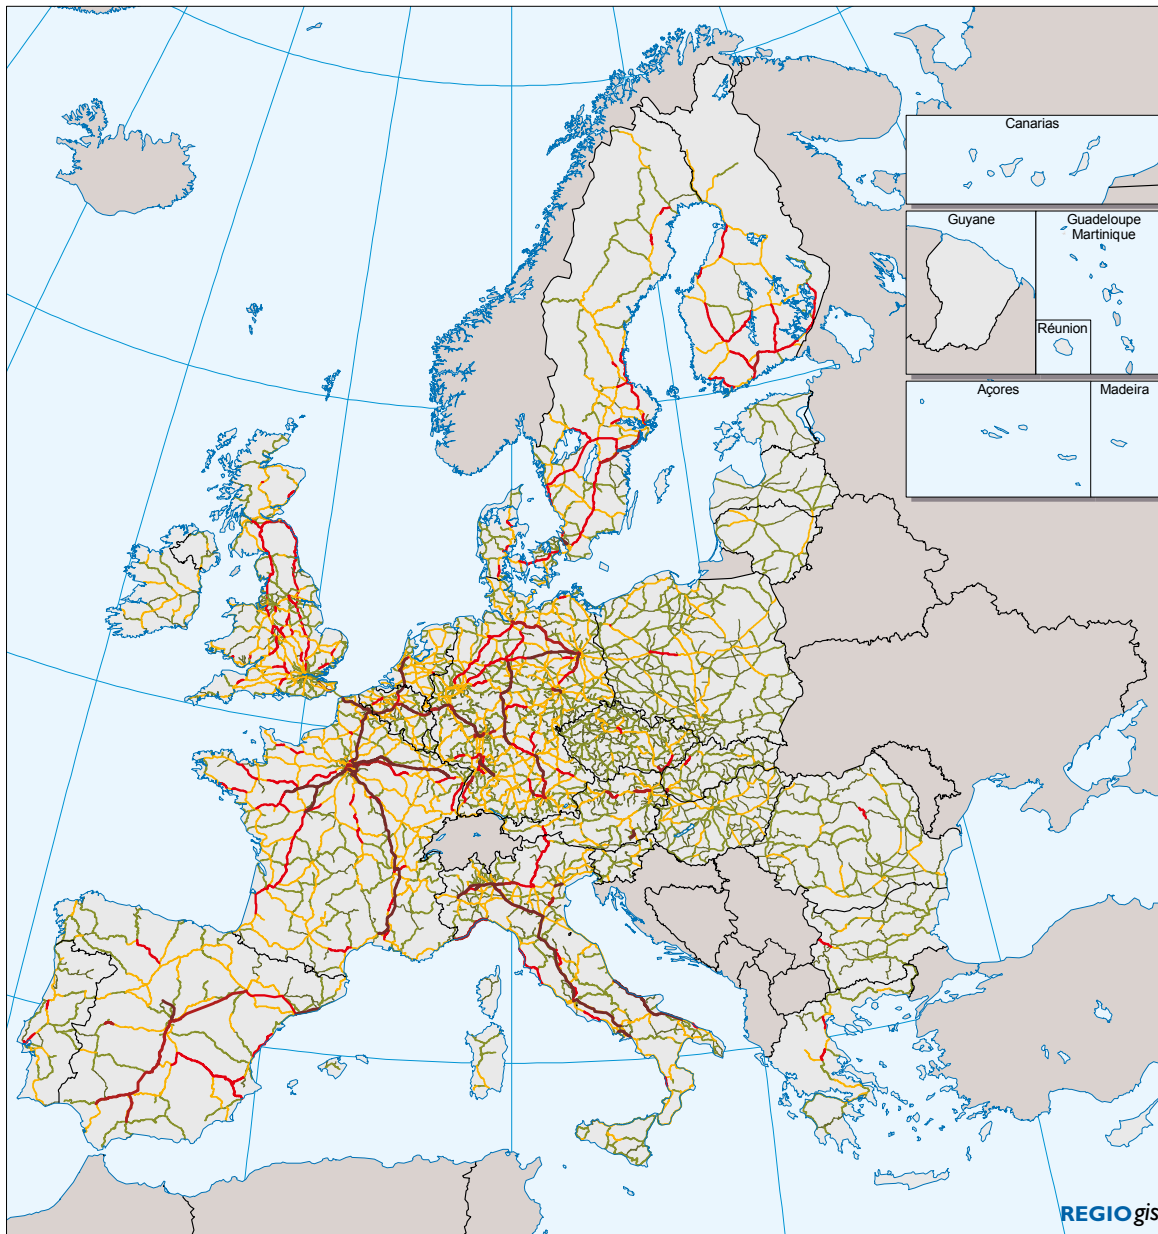 Canarias
Guyane
Guadeloupe
Martinique
Réunion
Açores
Madeira
REGIOgis